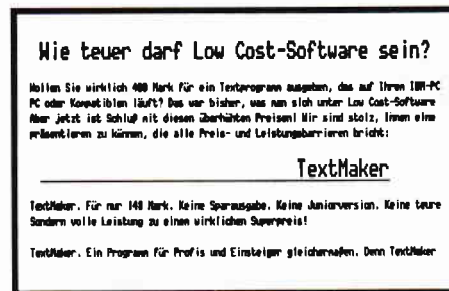 Wie teuer darf Low Cost-Software sein?
Wollen Sie wirklich 400 Mark für ein Textprogramm ausgeben, das auf Ihrem IBM-PC
PC oder Kompatiblen läuft? Das war bisher, was man sich unter Low Cost-Software
Aber jetzt ist Schluß mit diesen überhöhten Preisen! Wir sind stolz, Ihnen eine
präsentieren zu können, die alle Preis- und Leistungsbarrieren bricht:
TextMaker
TextMaker. Für nur 148 Mark. Keine Sparausgabe. Keine Juniorversion. Keine teure
Sondern volle Leistung zu einem wirklichen Superpreis!
TextMaker. Ein Programm für Profis und Einsteiger gleichermaßen. Denn TextMaker